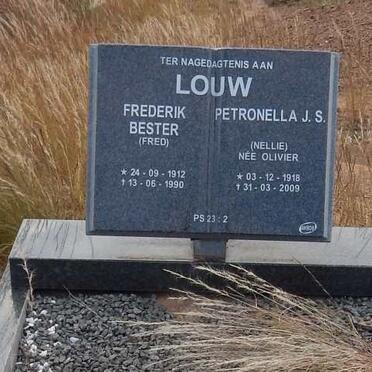 TER NAGEDAGTENIS AAN
LOUW
FREDERIK
BESTER
(FRED)
* 24 - 09 - 1912
† 13 - 06 - 1990
PETRONELLA J. S.
(NELLIE)
NÉE OLIVIER
* 03 - 12 - 1918
† 31 - 03 - 2009
PS 23 : 2